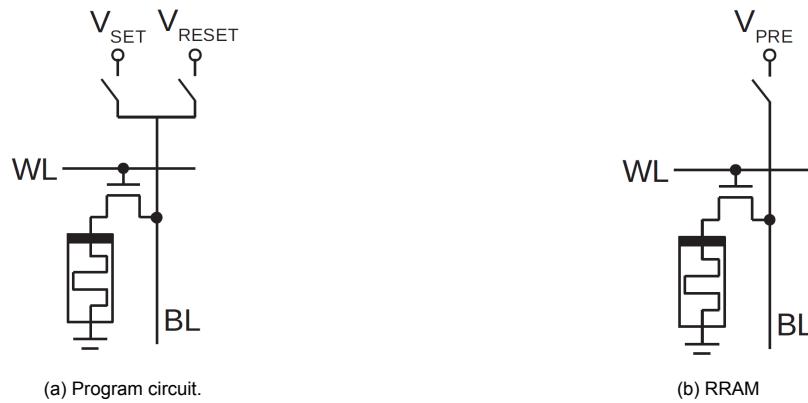 V_SET V_RESET
V_PRE
WL
WL
BL
BL
(a) Program circuit.
(b) RRAM